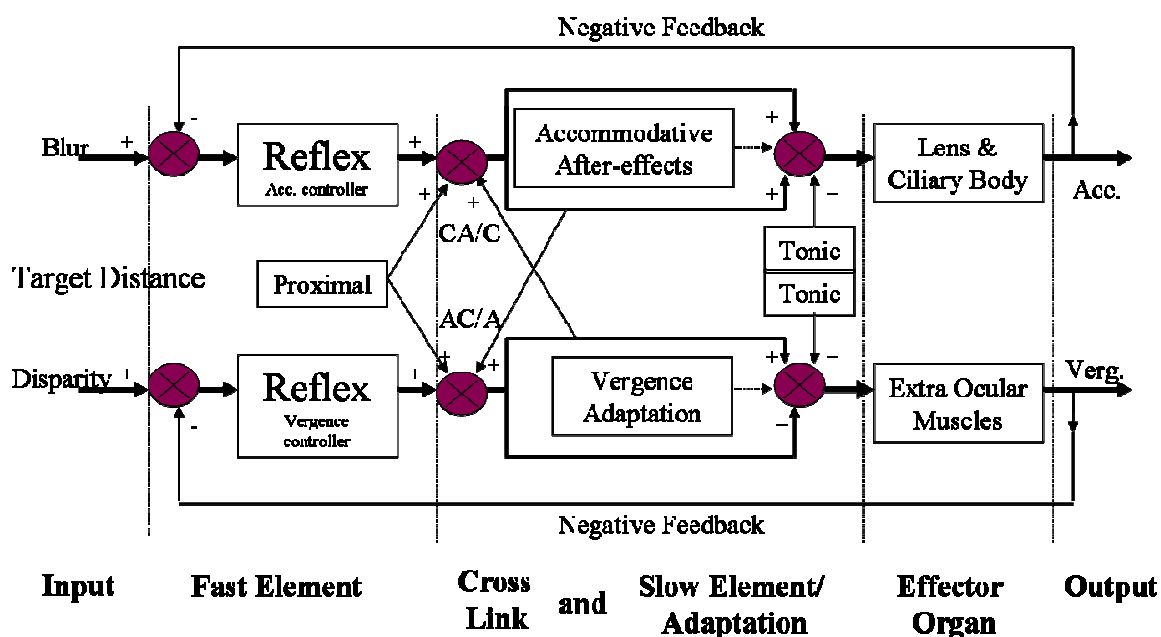 Negative Feedback
Blur
+
-
Reflex
Acc. controller
+
+
+
CA/C
Accommodative
After-effects
+
+
-
Lens &
Ciliary Body
Acc.
Target Distance
Proximal
AC/A
Tonic
Tonic
Disparity
-
Reflex
Vergence
controller
+
+
Vergence
Adaptation
+
-
-
Extra Ocular
Muscles
Verg.
Negative Feedback
Input
Fast Element
Cross
Link
and
Slow Element/
Adaptation
Effector
Organ
Output